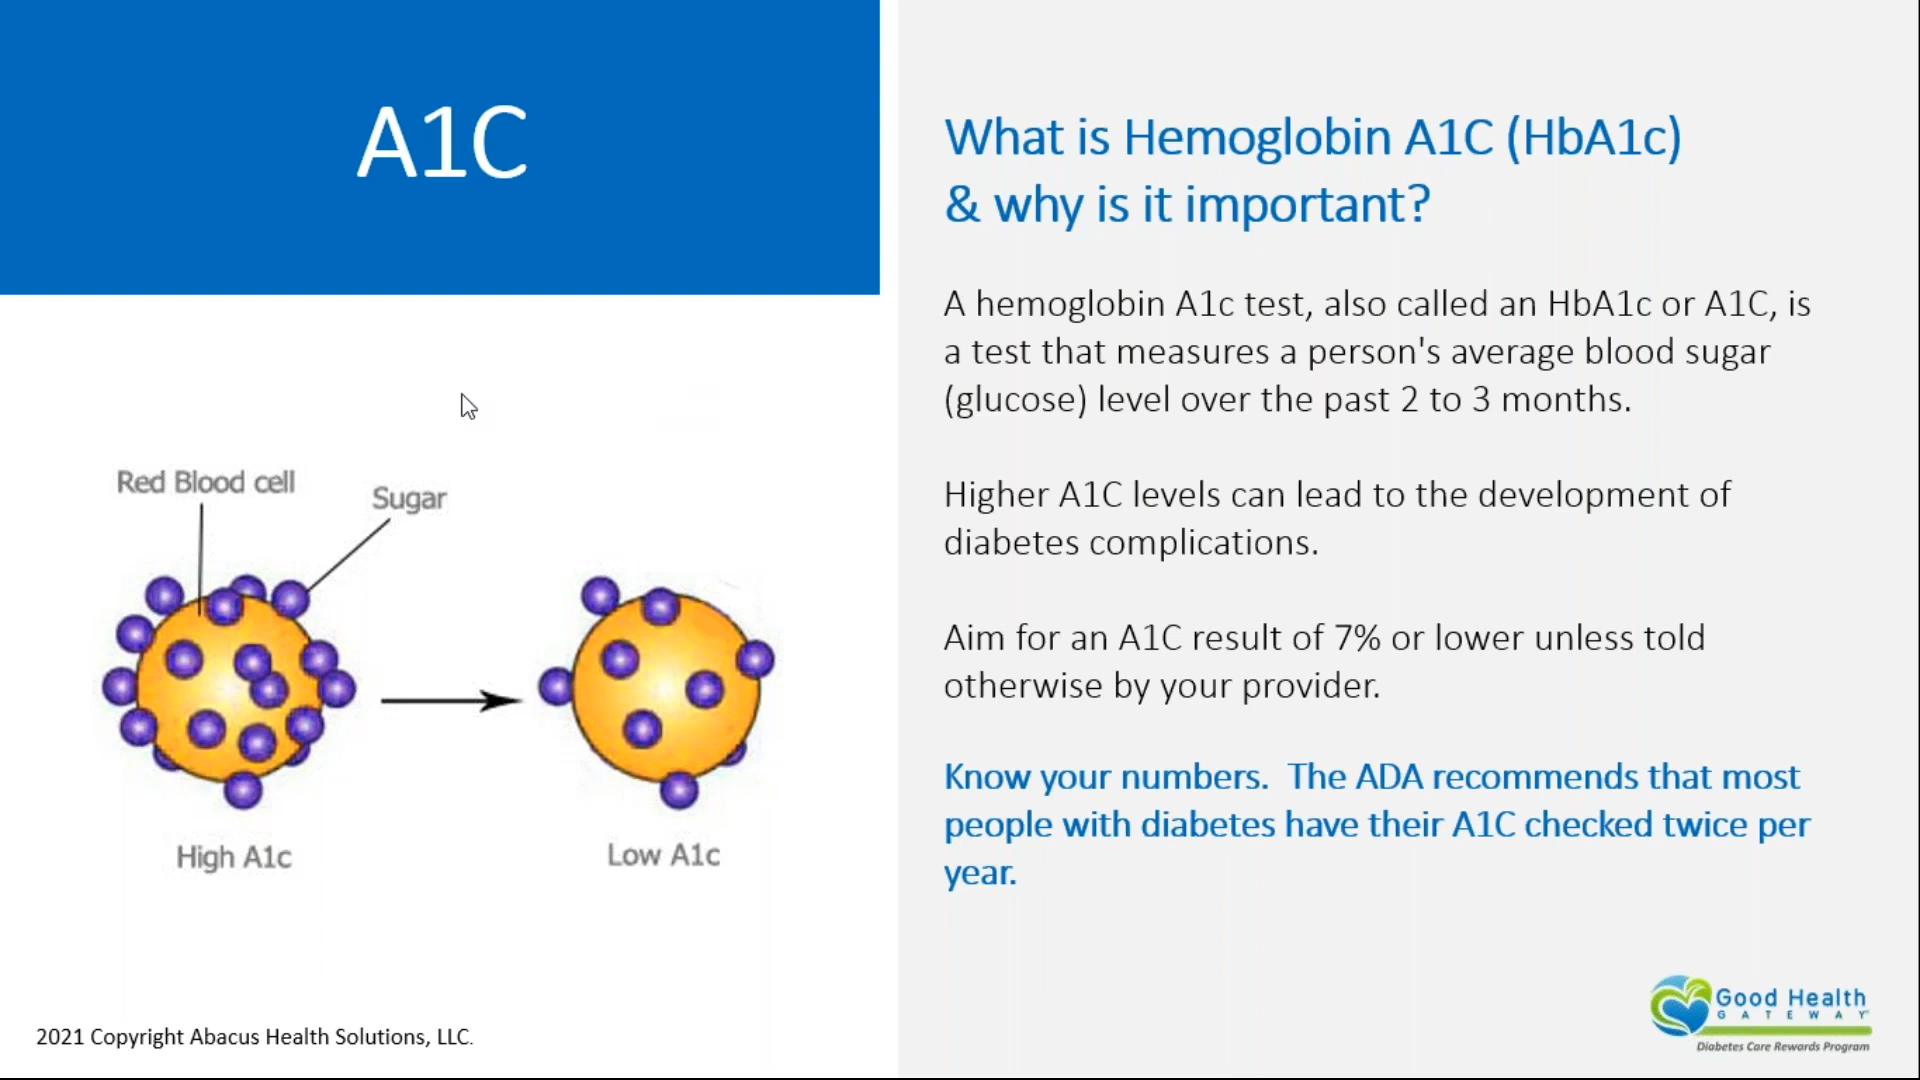 A1C
What is Hemoglobin A1C (HbA1c)
& why is it important?
A hemoglobin A1c test, also called an HbA1c or A1C, is
a test that measures a person's average blood sugar
(glucose) level over the past 2 to 3 months.
Higher A1C levels can lead to the development of
diabetes complications.
Aim for an A1C result of 7% or lower unless told
otherwise by your provider.
Know your numbers.  The ADA recommends that most
people with diabetes have their A1C checked twice per
year.
Red Blood cell
Sugar
High A1c
Low A1c
2021 Copyright Abacus Health Solutions, LLC.
Good Health
GATEWAY
Diabetes Care Rewards Program